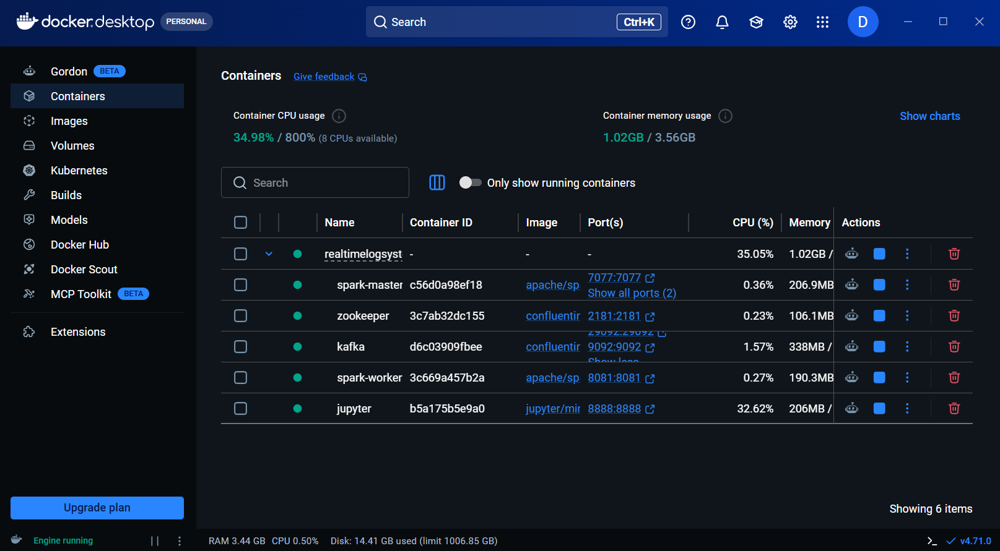 docker.desktop PERSONAL
Search Ctrl+K
D
Gordon BETA
Containers
Images
Volumes
Kubernetes
Builds
Models
Docker Hub
Docker Scout
MCP Toolkit BETA
Extensions
Upgrade plan
Containers Give feedback
Container CPU usage
34.98% / 800% (8 CPUs available)
Container memory usage
1.02GB / 3.56GB
Show charts
Search
Only show running containers
Name Container ID Image Port(s) CPU (%) Memory Actions
realtimelogsyst - - - 35.05% 1.02GB /
spark-master c56d0a98ef18 apache/sp 7077:7077 0.36% 206.9MB
Show all ports (2)
zookeeper 3c7ab32dc155 confluentir 2181:2181 0.23% 106.1MB
29092:29092
kafka d6c03909fbee confluentir 9092:9092 1.57% 338MB /
Show less
spark-worker 3c669a457b2a apache/sp 8081:8081 0.27% 190.3MB
jupyter b5a175b5e9a0 jupyter/mir 8888:8888 32.62% 206MB /
Showing 6 items
Engine running RAM 3.44 GB CPU 0.50% Disk: 14.41 GB used (limit 1006.85 GB) v4.71.0